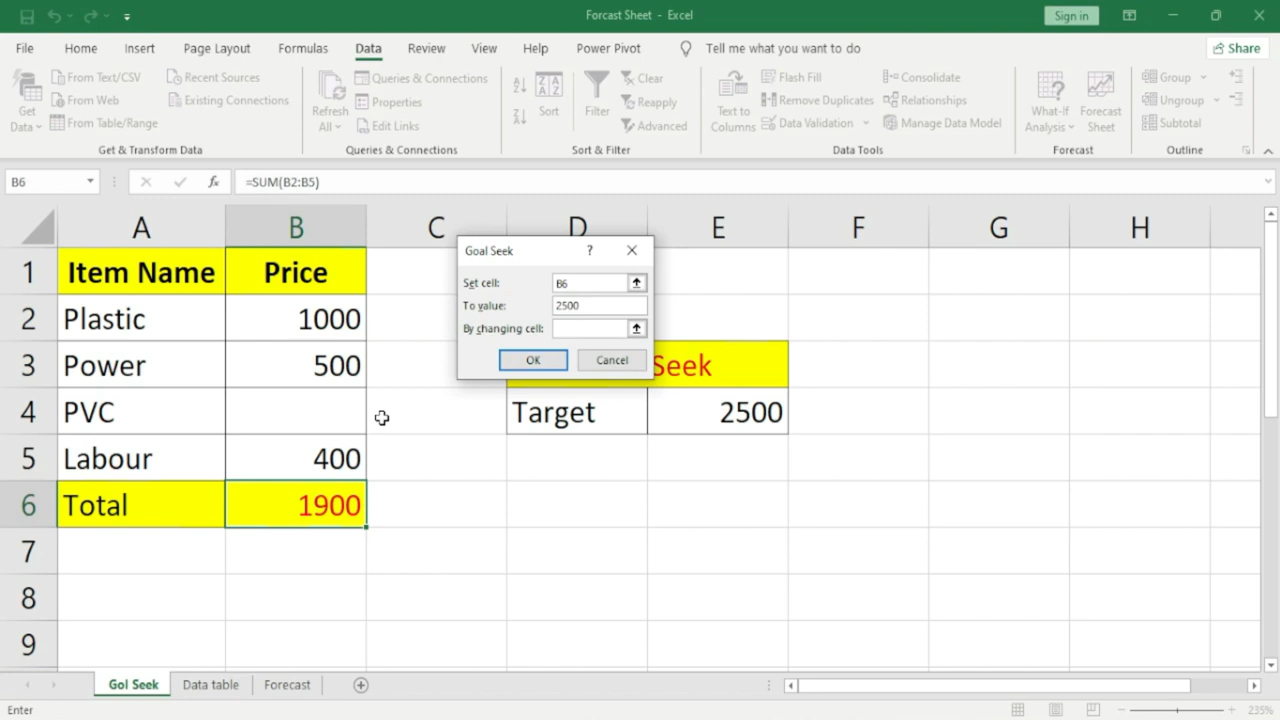 Forcast Sheet - Excel
Sign in
File Home Insert Page Layout Formulas Data Review View Help Power Pivot Tell me what you want to do Share
Get Data
From Text/CSV
From Web
From Table/Range
Recent Sources
Existing Connections
Get & Transform Data
Refresh All
Queries & Connections
Properties
Edit Links
Queries & Connections
Sort
Filter
Clear
Reapply
Advanced
Sort & Filter
Text to Columns
Flash Fill
Remove Duplicates
Data Validation
Consolidate
Relationships
Manage Data Model
Data Tools
What-If Analysis
Forecast Sheet
Forecast
Group
Ungroup
Subtotal
Outline
B6 fx =SUM(B2:B5)
A B C D E F G H
1 Item Name Price
2 Plastic 1000
3 Power 500 Seek
4 PVC Target 2500
5 Labour 400
6 Total 1900
7
8
9
Goal Seek ?
Set cell: B6
To value: 2500
By changing cell:
OK Cancel
Gol Seek Data table Forecast
Enter 235%